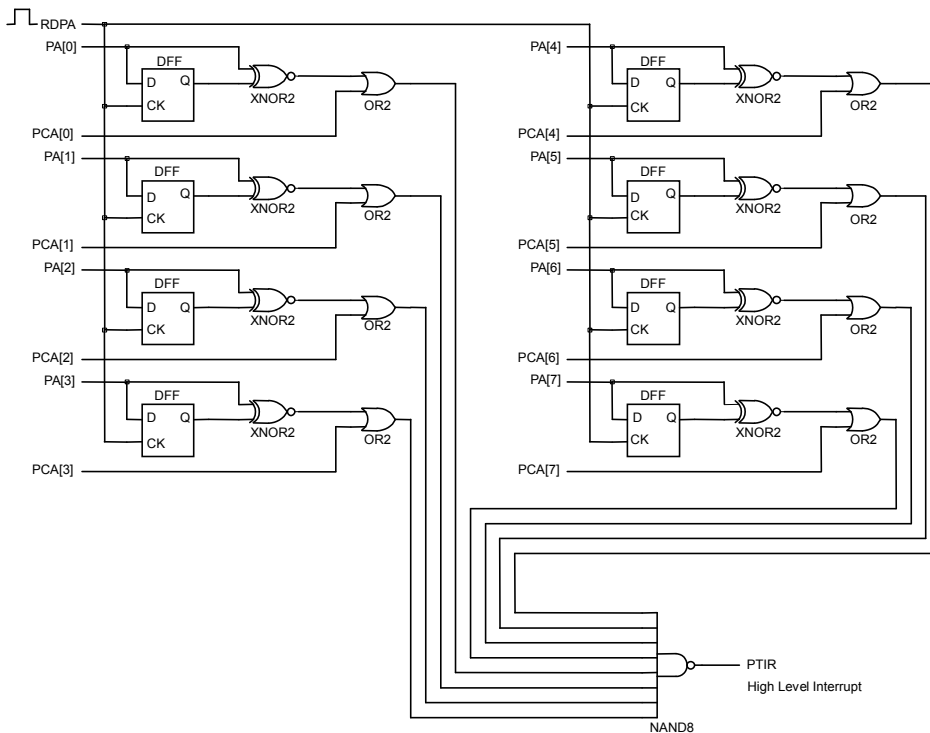 RDPA
PA[0]
DFF
D
Q
CK
XNOR2
OR2
PCA[0]
PA[1]
DFF
D
Q
CK
XNOR2
OR2
PCA[1]
PA[2]
DFF
D
Q
CK
XNOR2
OR2
PCA[2]
PA[3]
DFF
D
Q
CK
XNOR2
OR2
PCA[3]
PA[4]
DFF
D
Q
CK
XNOR2
OR2
PCA[4]
PA[5]
DFF
D
Q
CK
XNOR2
OR2
PCA[5]
PA[6]
DFF
D
Q
CK
XNOR2
OR2
PCA[6]
PA[7]
DFF
D
Q
CK
XNOR2
OR2
PCA[7]
PTIR
High Level Interrupt
NAND8